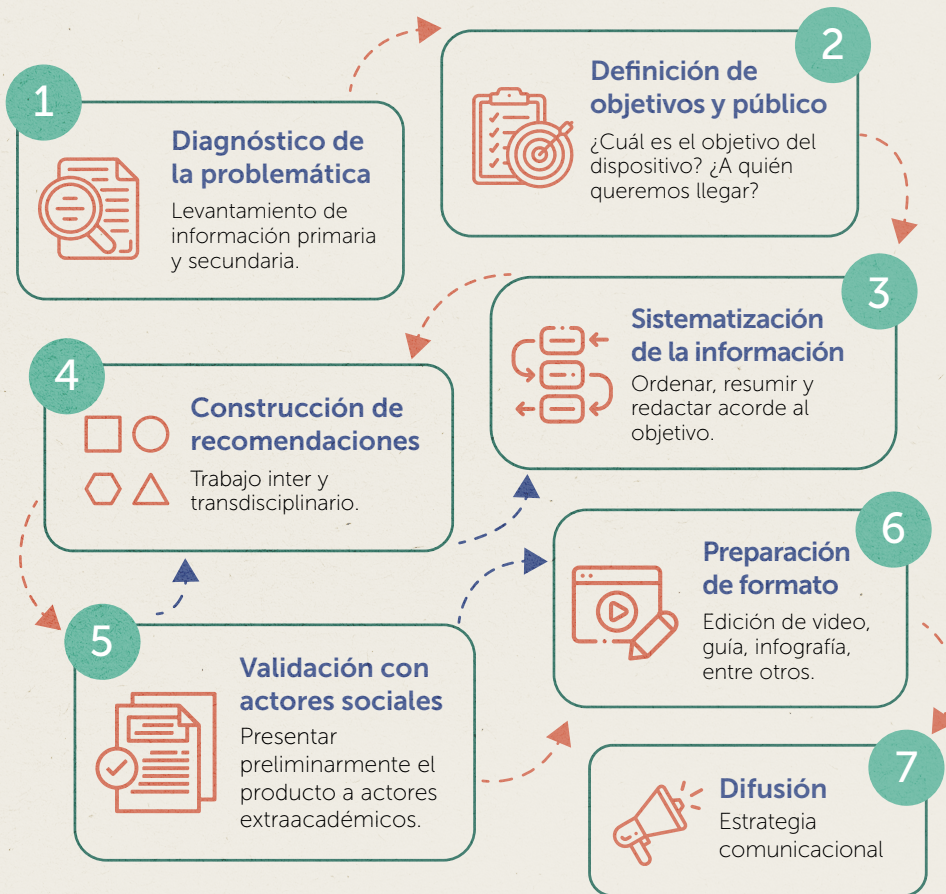 1
Diagnóstico de
la problemática
Levantamiento de
información primaria
y secundaria.
2
Definición de
objetivos y público
¿Cuál es el objetivo del
dispositivo? ¿A quién
queremos llegar?
3
Sistematización
de la información
Ordenar, resumir y
redactar acorde al
objetivo.
4
Construcción de
recomendaciones
Trabajo inter y
transdisciplinario.
5
Validación con
actores sociales
Presentar
preliminarmente el
producto a actores
extraacadémicos.
6
Preparación
de formato
Edición de video,
guía, infografía,
entre otros.
7
Difusión
Estrategia
comunicacional